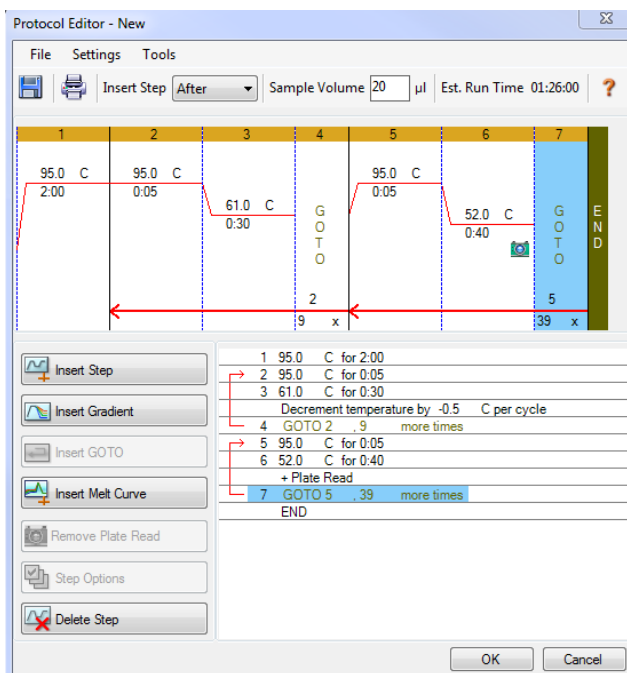 Protocol Editor - New
File Settings Tools
Insert Step After Sample Volume 20 µl Est. Run Time 01:26:00 ?
1 2 3 4 5 6 7
95.0 C 95.0 C 95.0 C
2:00 0:05 0:05
61.0 C 52.0 C
0:30 0:40
GOTO GOTO END
2 5
9 x 39 x
Insert Step
Insert Gradient
Insert GOTO
Insert Melt Curve
Remove Plate Read
Step Options
Delete Step
1 95.0 C for 2:00
2 95.0 C for 0:05
3 61.0 C for 0:30
Decrement temperature by -0.5 C per cycle
4 GOTO 2 , 9 more times
5 95.0 C for 0:05
6 52.0 C for 0:40
+ Plate Read
7 GOTO 5 , 39 more times
END
OK Cancel